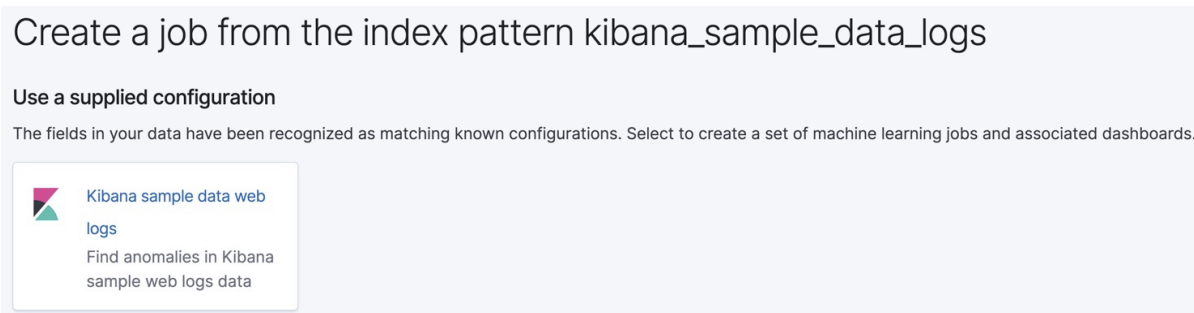 Create a job from the index pattern kibana_sample_data_logs
Use a supplied configuration
The fields in your data have been recognized as matching known configurations. Select to create a set of machine learning jobs and associated dashboards.
Kibana sample data web
logs
Find anomalies in Kibana
sample web logs data